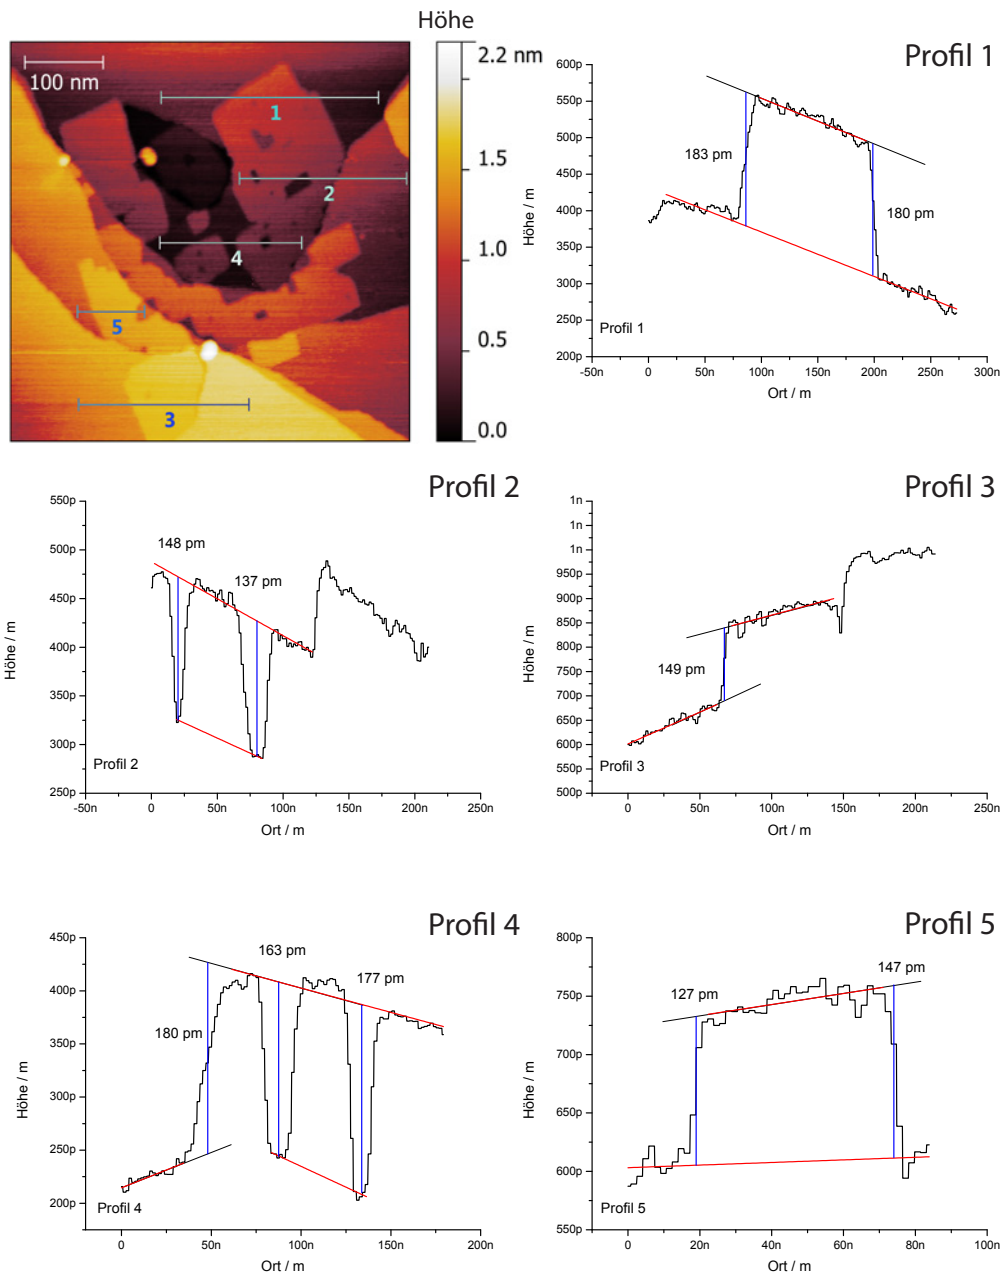 Höhe
100 nm
1
2
4
5
3
2.2 nm
1.5
1.0
0.5
0.0
Profil 1
600p
550p
500p
450p
400p
350p
300p
250p
200p
Höhe / m
183 pm
180 pm
Profil 1
-50n 0 50n 100n 150n 200n 250n 300n
Ort / m
Profil 2
550p
500p
450p
400p
350p
300p
250p
Höhe / m
148 pm
137 pm
Profil 2
-50n 0 50n 100n 150n 200n 250n
Ort / m
Profil 3
1n
1n
1n
950p
900p
850p
800p
750p
700p
650p
600p
550p
500p
Höhe / m
149 pm
Profil 3
0 50n 100n 150n 200n 250n
Ort / m
Profil 4
450p
400p
350p
300p
250p
200p
Höhe / m
163 pm
177 pm
180 pm
Profil 4
0 50n 100n 150n 200n
Ort / m
Profil 5
800p
750p
700p
650p
600p
550p
Höhe / m
147 pm
127 pm
Profil 5
0 20n 40n 60n 80n 100n
Ort / m